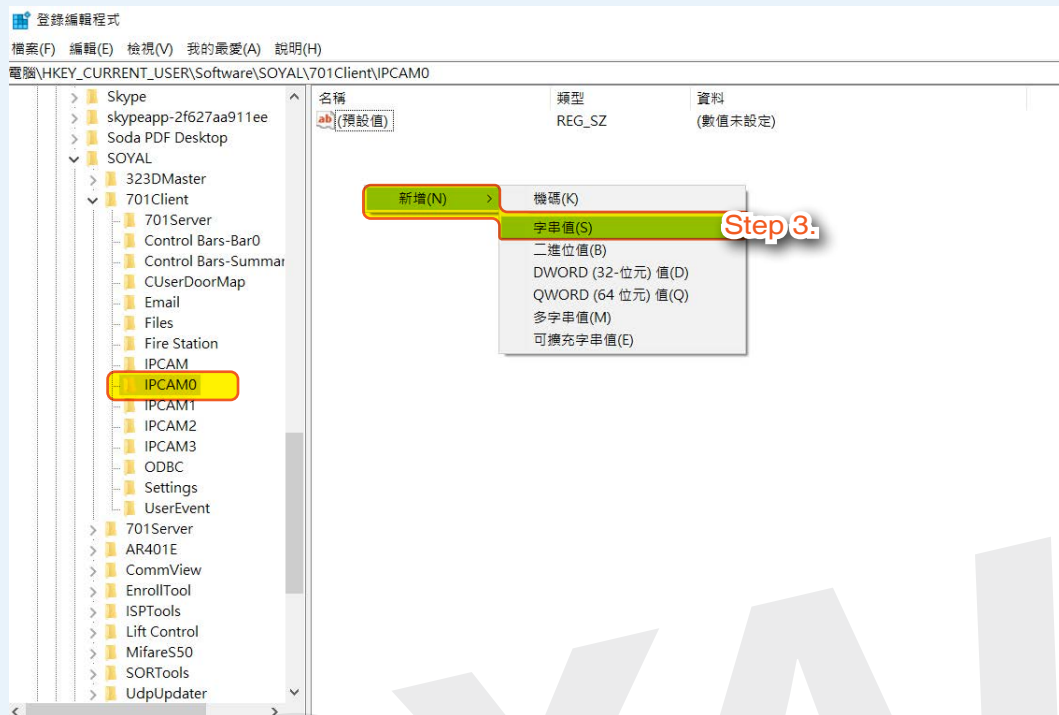 登錄編輯程式
檔案(F) 編輯(E) 檢視(V) 我的最愛(A) 說明(H)
電腦\HKEY_CURRENT_USER\Software\SOYAL\701Client\IPCAM0
Skype
skypeapp-2f627aa911ee
Soda PDF Desktop
SOYAL
323DMaster
701Client
701Server
Control Bars-Bar0
Control Bars-Summar
CUserDoorMap
Email
Files
Fire Station
IPCAM
IPCAM0
IPCAM1
IPCAM2
IPCAM3
ODBC
Settings
UserEvent
701Server
AR401E
CommView
EnrollTool
ISPTools
Lift Control
MifareS50
SORTools
UdpUpdater
名稱 類型 資料
ab (預設值) REG_SZ (數值未設定)
新增(N) >
機碼(K)
字串值(S)
Step 3.
二進位值(B)
DWORD (32-位元) 值(D)
QWORD (64 位元) 值(Q)
多字串值(M)
可擴充字串值(E)